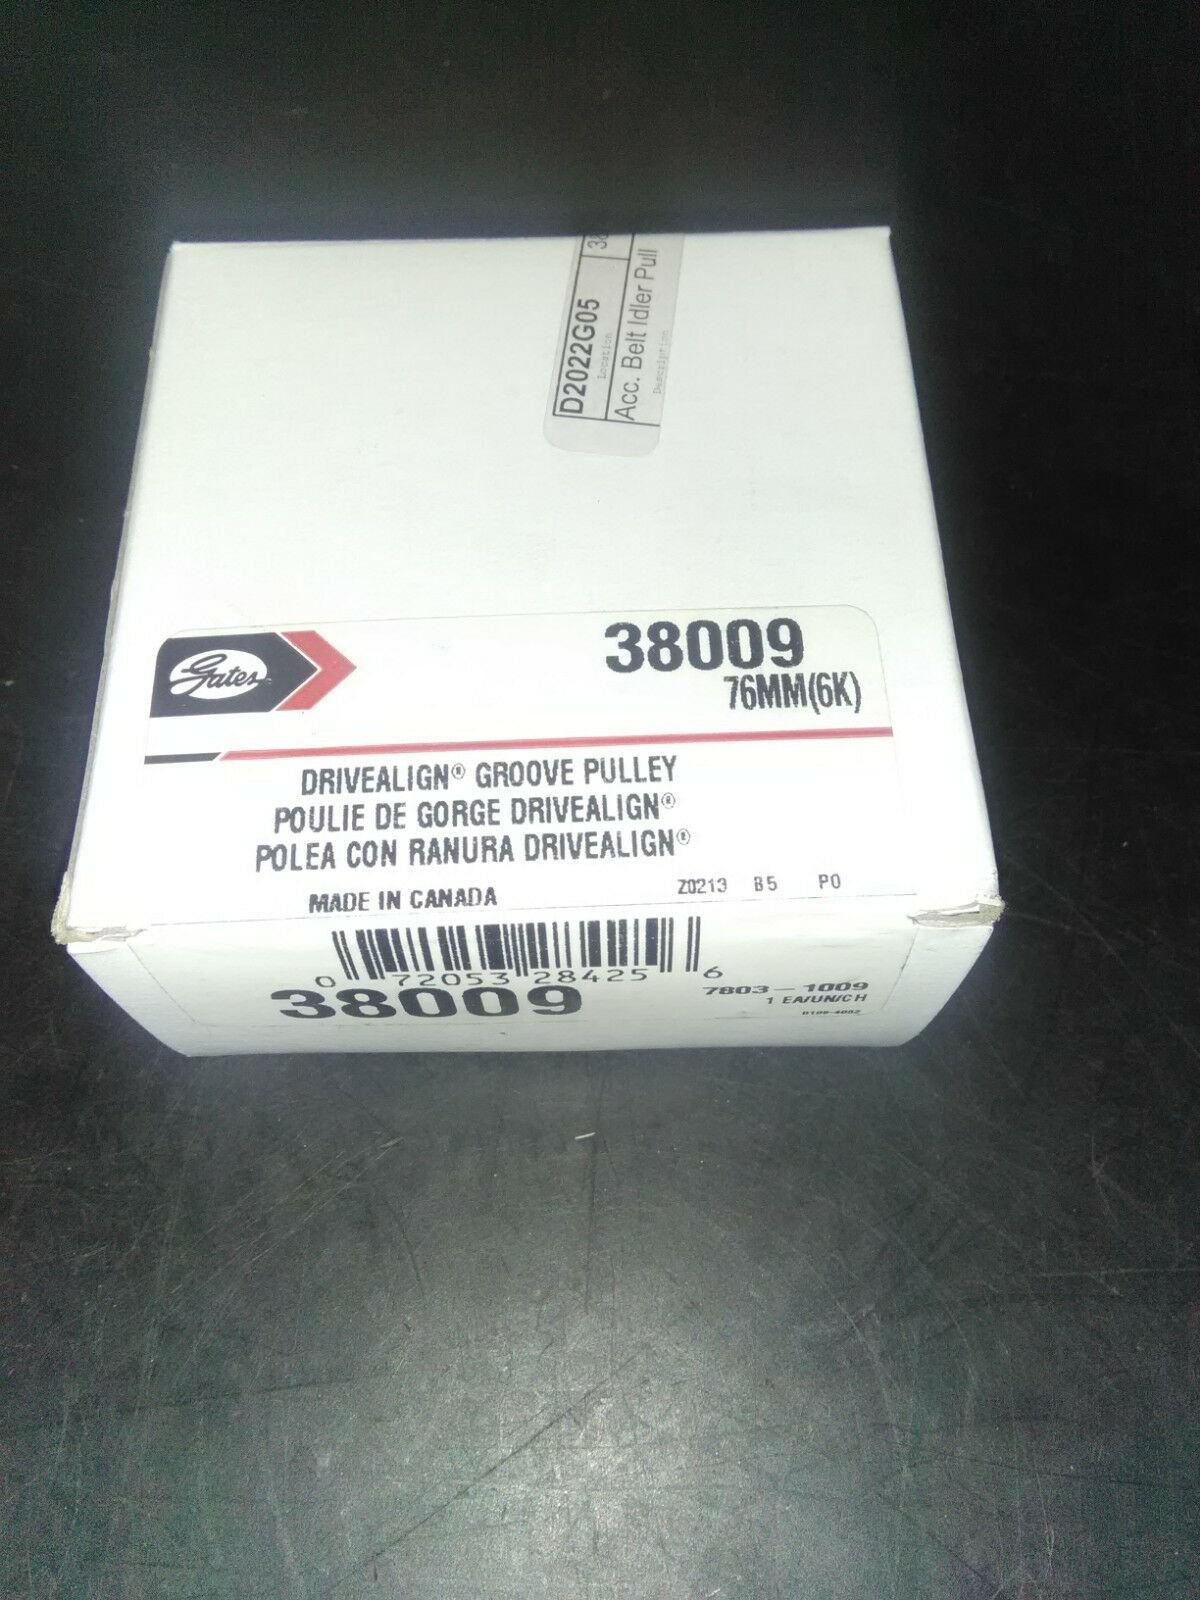 D2022G05
38
Location
Acc. Belt Idler Pull
Description
Gates
38009
76MM(6K)
DRIVEALIGN® GROOVE PULLEY
POULIE DE GORGE DRIVEALIGN®
POLEA CON RANURA DRIVEALIGN®
MADE IN CANADA Z0213 B5 P0
0 72053 28425 6
38009
7803-1009
1 EA/UN/CH